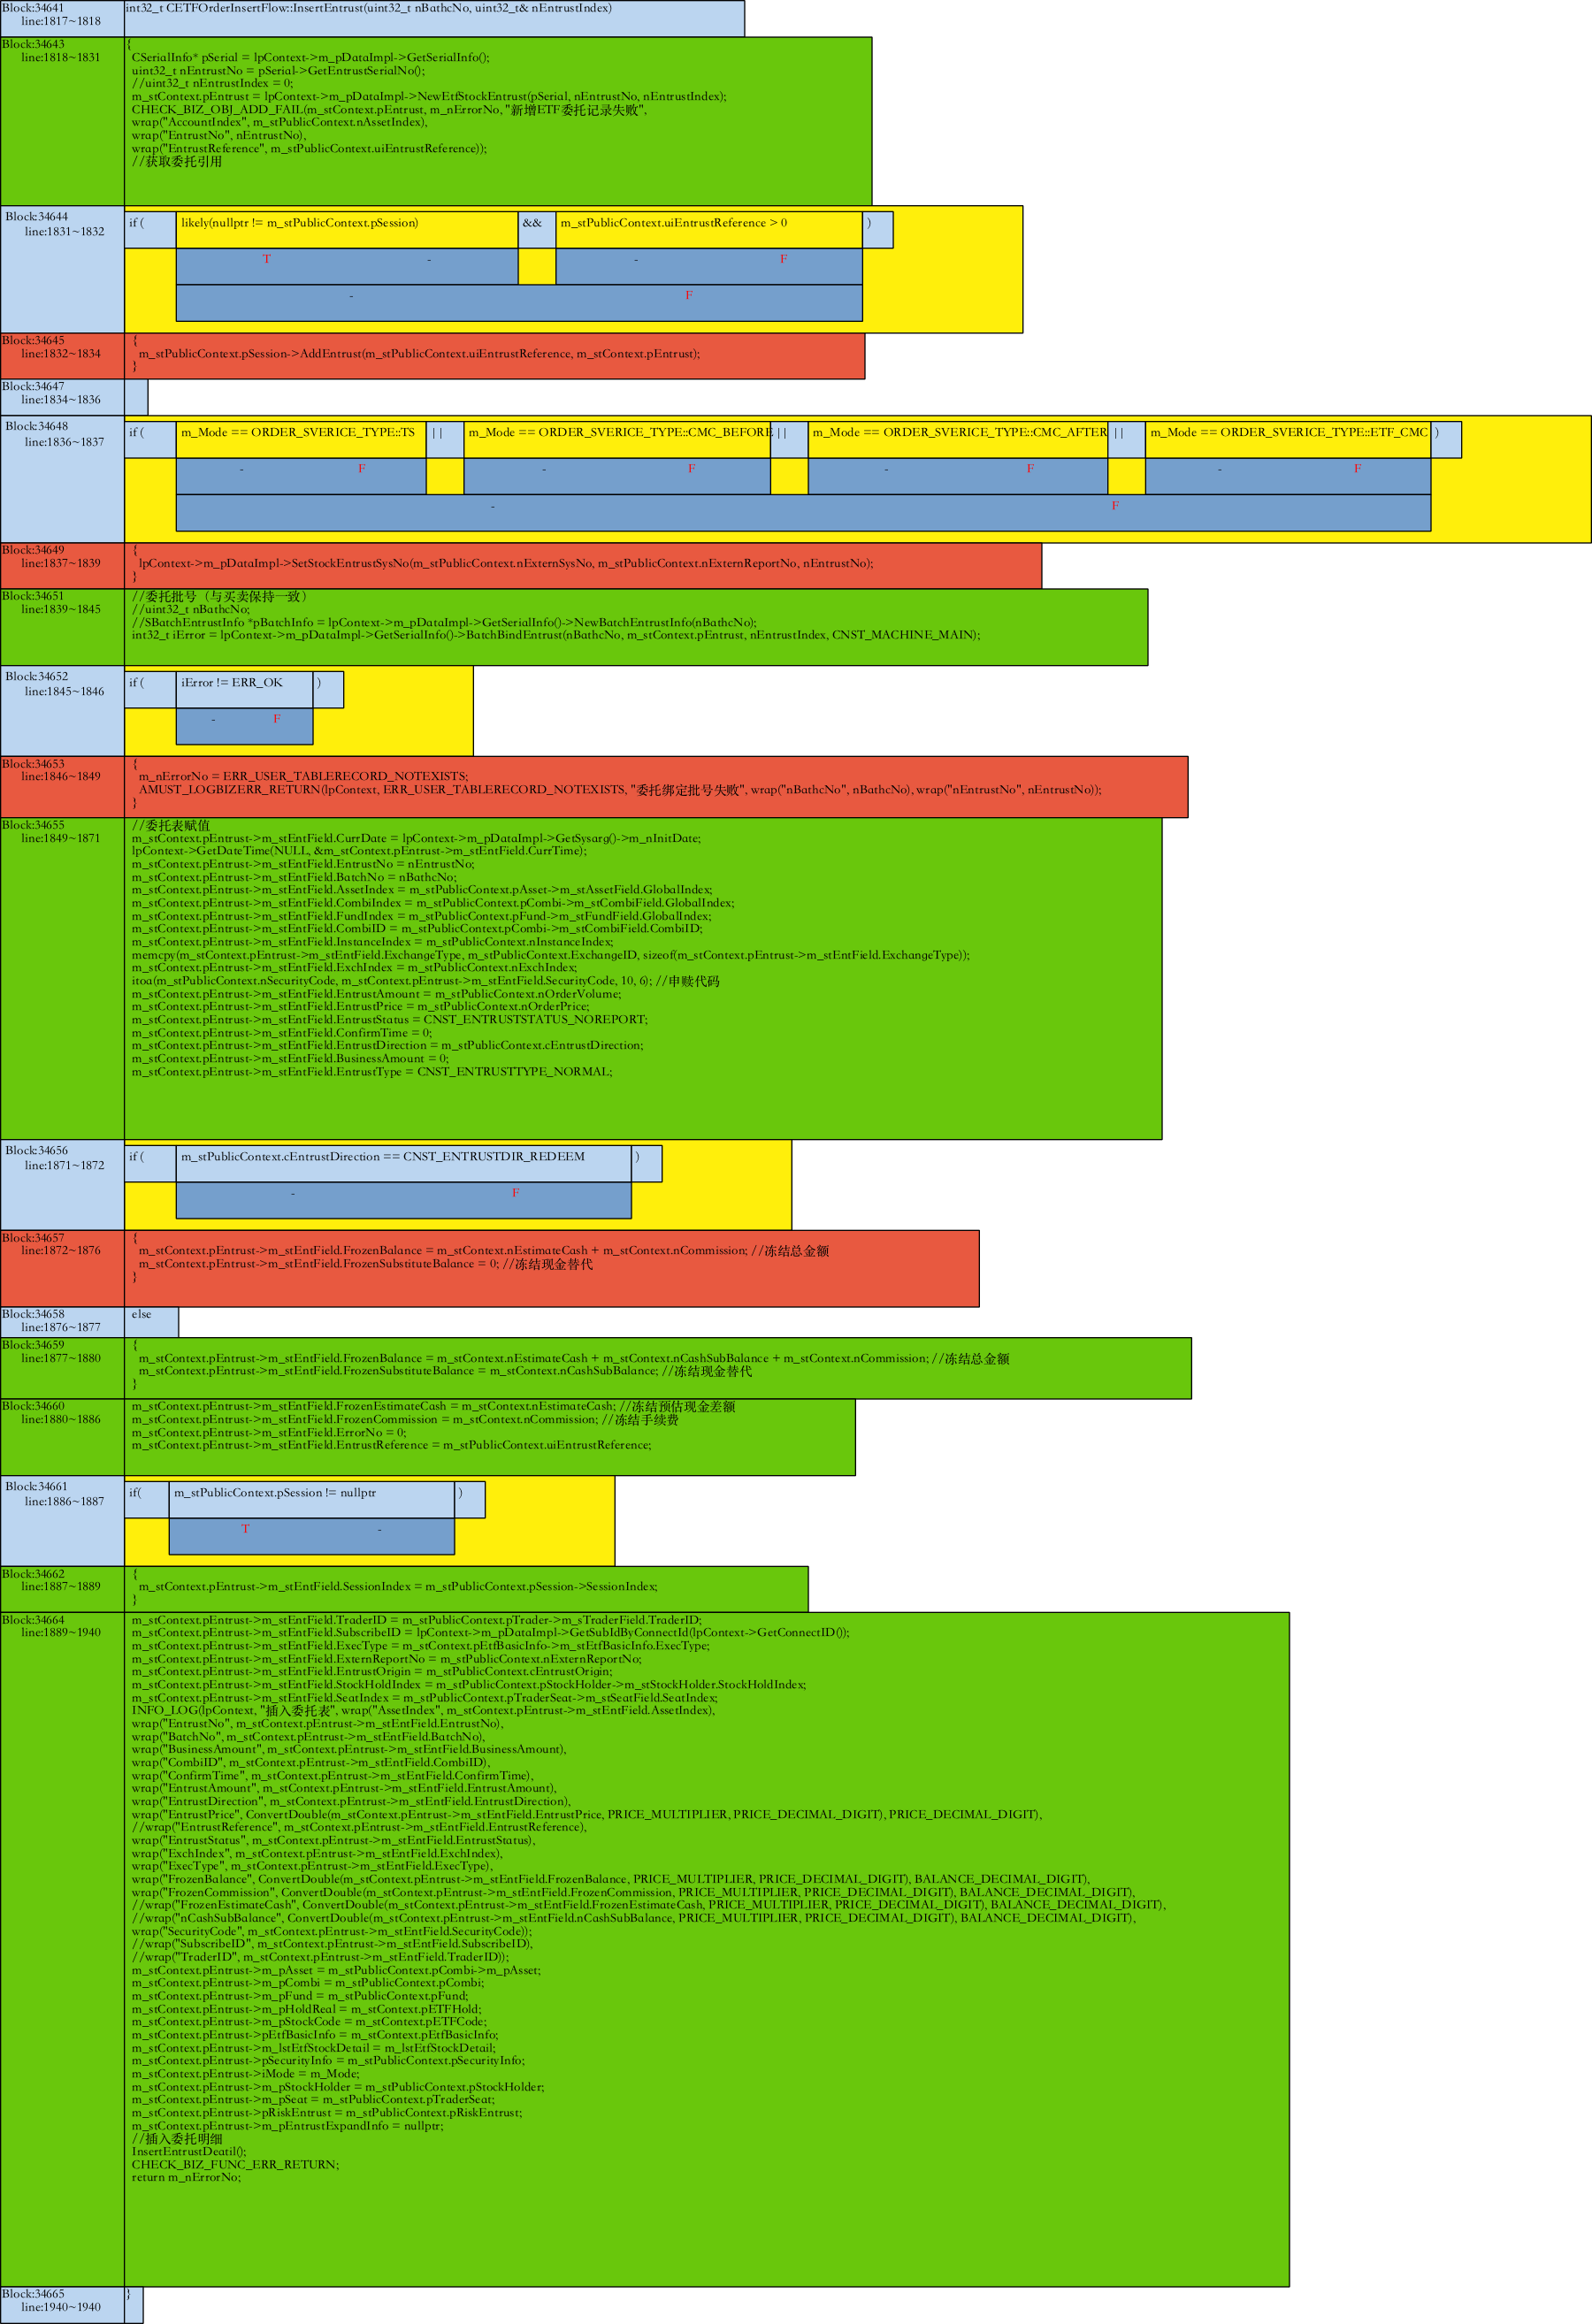 Block:34641
line:1817~1818
int32_t CETFOrderInsertFlow::InsertEntrust(uint32_t nBathcNo, uint32_t& nEntrustIndex)
Block:34643
line:1818~1831
{
CSerialInfo* pSerial = lpContext->m_pDataImpl->GetSerialInfo();
uint32_t nEntrustNo = pSerial->GetEntrustSerialNo();
//uint32_t nEntrustIndex = 0;
m_stContext.pEntrust = lpContext->m_pDataImpl->NewEtfStockEntrust(pSerial, nEntrustNo, nEntrustIndex);
CHECK_BIZ_OBJ_ADD_FAIL(m_stContext.pEntrust, m_nErrorNo, "新增ETF委托记录失败",
wrap("AccountIndex", m_stPublicContext.nAssetIndex),
wrap("EntrustNo", nEntrustNo),
wrap("EntrustReference", m_stPublicContext.uiEntrustReference));
//获取委托引用
Block:34644
line:1831~1832
if ( likely(nullptr != m_stPublicContext.pSession) && m_stPublicContext.uiEntrustReference > 0 )
T - - F
- F
Block:34645
line:1832~1834
{
m_stPublicContext.pSession->AddEntrust(m_stPublicContext.uiEntrustReference, m_stContext.pEntrust);
}
Block:34647
line:1834~1836
Block:34648
line:1836~1837
if ( m_Mode == ORDER_SVERICE_TYPE::TS || m_Mode == ORDER_SVERICE_TYPE::CMC_BEFORE || m_Mode == ORDER_SVERICE_TYPE::CMC_AFTER || m_Mode == ORDER_SVERICE_TYPE::ETF_CMC )
- F - F - F - F
- F
Block:34649
line:1837~1839
{
lpContext->m_pDataImpl->SetStockEntrustSysNo(m_stPublicContext.nExternSysNo, m_stPublicContext.nExternReportNo, nEntrustNo);
}
Block:34651
line:1839~1845
//委托批号（与买卖保持一致）
//uint32_t nBathcNo;
//SBatchEntrustInfo *pBatchInfo = lpContext->m_pDataImpl->GetSerialInfo()->NewBatchEntrustInfo(nBathcNo);
int32_t iError = lpContext->m_pDataImpl->GetSerialInfo()->BatchBindEntrust(nBathcNo, m_stContext.pEntrust, nEntrustIndex, CNST_MACHINE_MAIN);
Block:34652
line:1845~1846
if ( iError != ERR_OK )
- F
Block:34653
line:1846~1849
{
m_nErrorNo = ERR_USER_TABLERECORD_NOTEXISTS;
AMUST_LOGBIZERR_RETURN(lpContext, ERR_USER_TABLERECORD_NOTEXISTS, "委托绑定批号失败", wrap("nBathcNo", nBathcNo), wrap("nEntrustNo", nEntrustNo));
}
Block:34655
line:1849~1871
//委托表赋值
m_stContext.pEntrust->m_stEntField.CurrDate = lpContext->m_pDataImpl->GetSysarg()->m_nInitDate;
lpContext->GetDateTime(NULL, &m_stContext.pEntrust->m_stEntField.CurrTime);
m_stContext.pEntrust->m_stEntField.EntrustNo = nEntrustNo;
m_stContext.pEntrust->m_stEntField.BatchNo = nBathcNo;
m_stContext.pEntrust->m_stEntField.AssetIndex = m_stPublicContext.pAsset->m_stAssetField.GlobalIndex;
m_stContext.pEntrust->m_stEntField.CombiIndex = m_stPublicContext.pCombi->m_stCombiField.GlobalIndex;
m_stContext.pEntrust->m_stEntField.FundIndex = m_stPublicContext.pFund->m_stFundField.GlobalIndex;
m_stContext.pEntrust->m_stEntField.CombiID = m_stPublicContext.pCombi->m_stCombiField.CombiID;
m_stContext.pEntrust->m_stEntField.InstanceIndex = m_stPublicContext.nInstanceIndex;
memcpy(m_stContext.pEntrust->m_stEntField.ExchangeType, m_stPublicContext.ExchangeID, sizeof(m_stContext.pEntrust->m_stEntField.ExchangeType));
m_stContext.pEntrust->m_stEntField.ExchIndex = m_stPublicContext.nExchIndex;
itoa(m_stPublicContext.nSecurityCode, m_stContext.pEntrust->m_stEntField.SecurityCode, 10, 6); //申赎代码
m_stContext.pEntrust->m_stEntField.EntrustAmount = m_stPublicContext.nOrderVolume;
m_stContext.pEntrust->m_stEntField.EntrustPrice = m_stPublicContext.nOrderPrice;
m_stContext.pEntrust->m_stEntField.EntrustStatus = CNST_ENTRUSTSTATUS_NOREPORT;
m_stContext.pEntrust->m_stEntField.ConfirmTime = 0;
m_stContext.pEntrust->m_stEntField.EntrustDirection = m_stPublicContext.cEntrustDirection;
m_stContext.pEntrust->m_stEntField.BusinessAmount = 0;
m_stContext.pEntrust->m_stEntField.EntrustType = CNST_ENTRUSTTYPE_NORMAL;
Block:34656
line:1871~1872
if ( m_stPublicContext.cEntrustDirection == CNST_ENTRUSTDIR_REDEEM )
- F
Block:34657
line:1872~1876
{
m_stContext.pEntrust->m_stEntField.FrozenBalance = m_stContext.nEstimateCash + m_stContext.nCommission; //冻结总金额
m_stContext.pEntrust->m_stEntField.FrozenSubstituteBalance = 0; //冻结现金替代
}
Block:34658
line:1876~1877
else
Block:34659
line:1877~1880
{
m_stContext.pEntrust->m_stEntField.FrozenBalance = m_stContext.nEstimateCash + m_stContext.nCashSubBalance + m_stContext.nCommission; //冻结总金额
m_stContext.pEntrust->m_stEntField.FrozenSubstituteBalance = m_stContext.nCashSubBalance; //冻结现金替代
}
Block:34660
line:1880~1886
m_stContext.pEntrust->m_stEntField.FrozenEstimateCash = m_stContext.nEstimateCash; //冻结预估现金差额
m_stContext.pEntrust->m_stEntField.FrozenCommission = m_stContext.nCommission; //冻结手续费
m_stContext.pEntrust->m_stEntField.ErrorNo = 0;
m_stContext.pEntrust->m_stEntField.EntrustReference = m_stPublicContext.uiEntrustReference;
Block:34661
line:1886~1887
if( m_stPublicContext.pSession != nullptr )
T -
Block:34662
line:1887~1889
{
m_stContext.pEntrust->m_stEntField.SessionIndex = m_stPublicContext.pSession->SessionIndex;
}
Block:34664
line:1889~1940
m_stContext.pEntrust->m_stEntField.TraderID = m_stPublicContext.pTrader->m_sTraderField.TraderID;
m_stContext.pEntrust->m_stEntField.SubscribeID = lpContext->m_pDataImpl->GetSubIdByConnectId(lpContext->GetConnectID());
m_stContext.pEntrust->m_stEntField.ExecType = m_stContext.pEtfBasicInfo->m_stEtfBasicInfo.ExecType;
m_stContext.pEntrust->m_stEntField.ExternReportNo = m_stPublicContext.nExternReportNo;
m_stContext.pEntrust->m_stEntField.EntrustOrigin = m_stPublicContext.cEntrustOrigin;
m_stContext.pEntrust->m_stEntField.StockHoldIndex = m_stPublicContext.pStockHolder->m_stStockHolder.StockHoldIndex;
m_stContext.pEntrust->m_stEntField.SeatIndex = m_stPublicContext.pTraderSeat->m_stSeatField.SeatIndex;
INFO_LOG(lpContext, "插入委托表", wrap("AssetIndex", m_stContext.pEntrust->m_stEntField.AssetIndex),
wrap("EntrustNo", m_stContext.pEntrust->m_stEntField.EntrustNo),
wrap("BatchNo", m_stContext.pEntrust->m_stEntField.BatchNo),
wrap("BusinessAmount", m_stContext.pEntrust->m_stEntField.BusinessAmount),
wrap("CombiID", m_stContext.pEntrust->m_stEntField.CombiID),
wrap("ConfirmTime", m_stContext.pEntrust->m_stEntField.ConfirmTime),
wrap("EntrustAmount", m_stContext.pEntrust->m_stEntField.EntrustAmount),
wrap("EntrustDirection", m_stContext.pEntrust->m_stEntField.EntrustDirection),
wrap("EntrustPrice", ConvertDouble(m_stContext.pEntrust->m_stEntField.EntrustPrice, PRICE_MULTIPLIER, PRICE_DECIMAL_DIGIT), PRICE_DECIMAL_DIGIT),
//wrap("EntrustReference", m_stContext.pEntrust->m_stEntField.EntrustReference),
wrap("EntrustStatus", m_stContext.pEntrust->m_stEntField.EntrustStatus),
wrap("ExchIndex", m_stContext.pEntrust->m_stEntField.ExchIndex),
wrap("ExecType", m_stContext.pEntrust->m_stEntField.ExecType),
wrap("FrozenBalance", ConvertDouble(m_stContext.pEntrust->m_stEntField.FrozenBalance, PRICE_MULTIPLIER, PRICE_DECIMAL_DIGIT), BALANCE_DECIMAL_DIGIT),
wrap("FrozenCommission", ConvertDouble(m_stContext.pEntrust->m_stEntField.FrozenCommission, PRICE_MULTIPLIER, PRICE_DECIMAL_DIGIT), BALANCE_DECIMAL_DIGIT),
//wrap("FrozenEstimateCash", ConvertDouble(m_stContext.pEntrust->m_stEntField.FrozenEstimateCash, PRICE_MULTIPLIER, PRICE_DECIMAL_DIGIT), BALANCE_DECIMAL_DIGIT),
//wrap("nCashSubBalance", ConvertDouble(m_stContext.pEntrust->m_stEntField.nCashSubBalance, PRICE_MULTIPLIER, PRICE_DECIMAL_DIGIT), BALANCE_DECIMAL_DIGIT),
wrap("SecurityCode", m_stContext.pEntrust->m_stEntField.SecurityCode));
//wrap("SubscribeID", m_stContext.pEntrust->m_stEntField.SubscribeID),
//wrap("TraderID", m_stContext.pEntrust->m_stEntField.TraderID));
m_stContext.pEntrust->m_pAsset = m_stPublicContext.pCombi->m_pAsset;
m_stContext.pEntrust->m_pCombi = m_stPublicContext.pCombi;
m_stContext.pEntrust->m_pFund = m_stPublicContext.pFund;
m_stContext.pEntrust->m_pHoldReal = m_stContext.pETFHold;
m_stContext.pEntrust->m_pStockCode = m_stContext.pETFCode;
m_stContext.pEntrust->pEtfBasicInfo = m_stContext.pEtfBasicInfo;
m_stContext.pEntrust->m_lstEtfStockDetail = m_lstEtfStockDetail;
m_stContext.pEntrust->pSecurityInfo = m_stPublicContext.pSecurityInfo;
m_stContext.pEntrust->iMode = m_Mode;
m_stContext.pEntrust->m_pStockHolder = m_stPublicContext.pStockHolder;
m_stContext.pEntrust->m_pSeat = m_stPublicContext.pTraderSeat;
m_stContext.pEntrust->pRiskEntrust = m_stPublicContext.pRiskEntrust;
m_stContext.pEntrust->m_pEntrustExpandInfo = nullptr;
//插入委托明细
InsertEntrustDeatil();
CHECK_BIZ_FUNC_ERR_RETURN;
return m_nErrorNo;
Block:34665
line:1940~1940
}